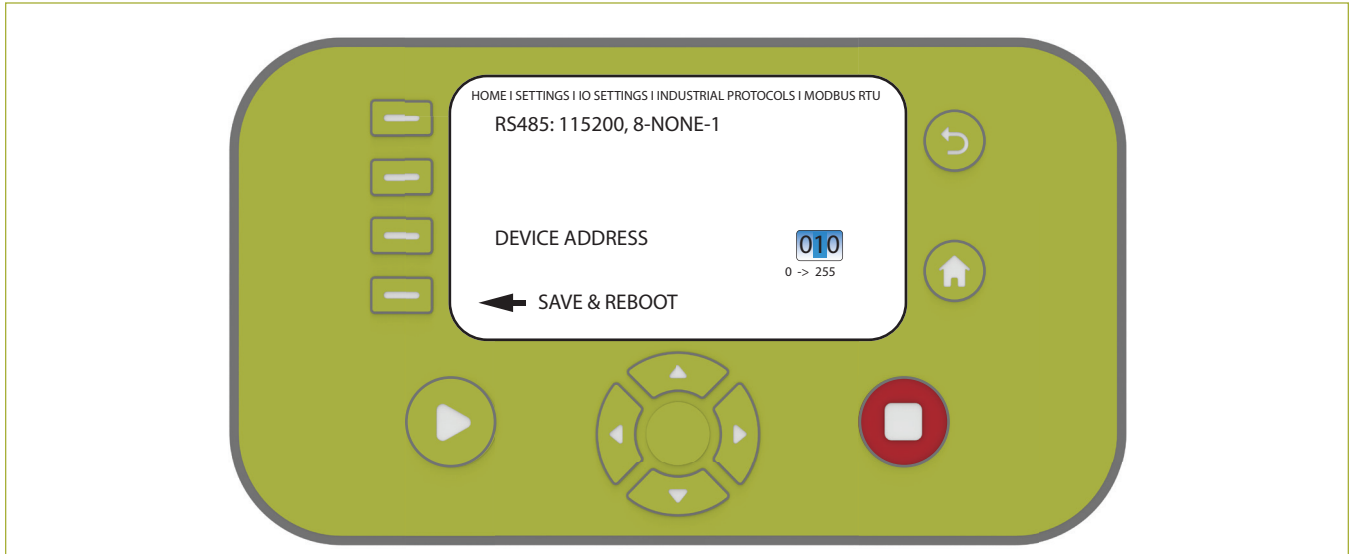 HOME I SETTINGS I IO SETTINGS I INDUSTRIAL PROTOCOLS I MODBUS RTU
RS485: 115200, 8-NONE-1
DEVICE ADDRESS 010
0 -> 255
SAVE & REBOOT